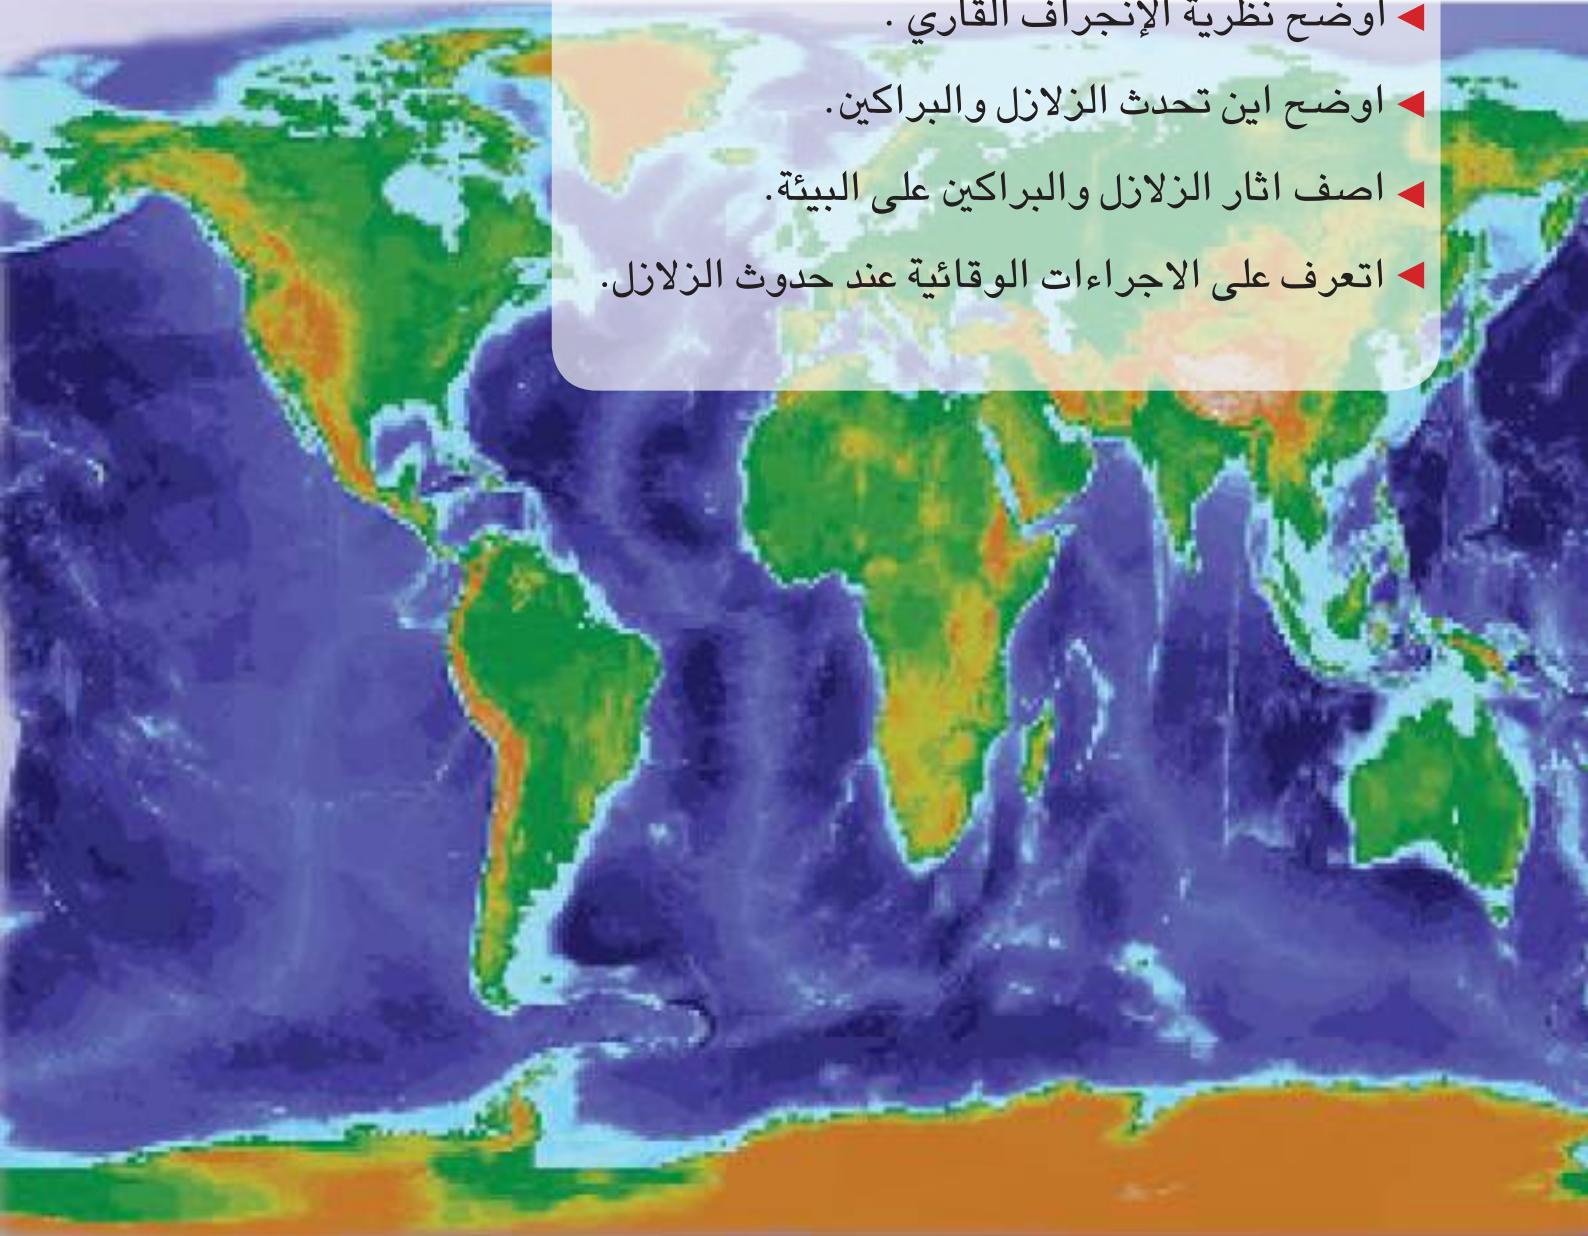 ◀ اوضح نظرية الإنجراف القاري .
◀ اوضح اين تحدث الزلازل والبراكين.
◀ اصف اثار الزلازل والبراكين على البيئة.
◀ اتعرف على الاجراءات الوقائية عند حدوث الزلازل.